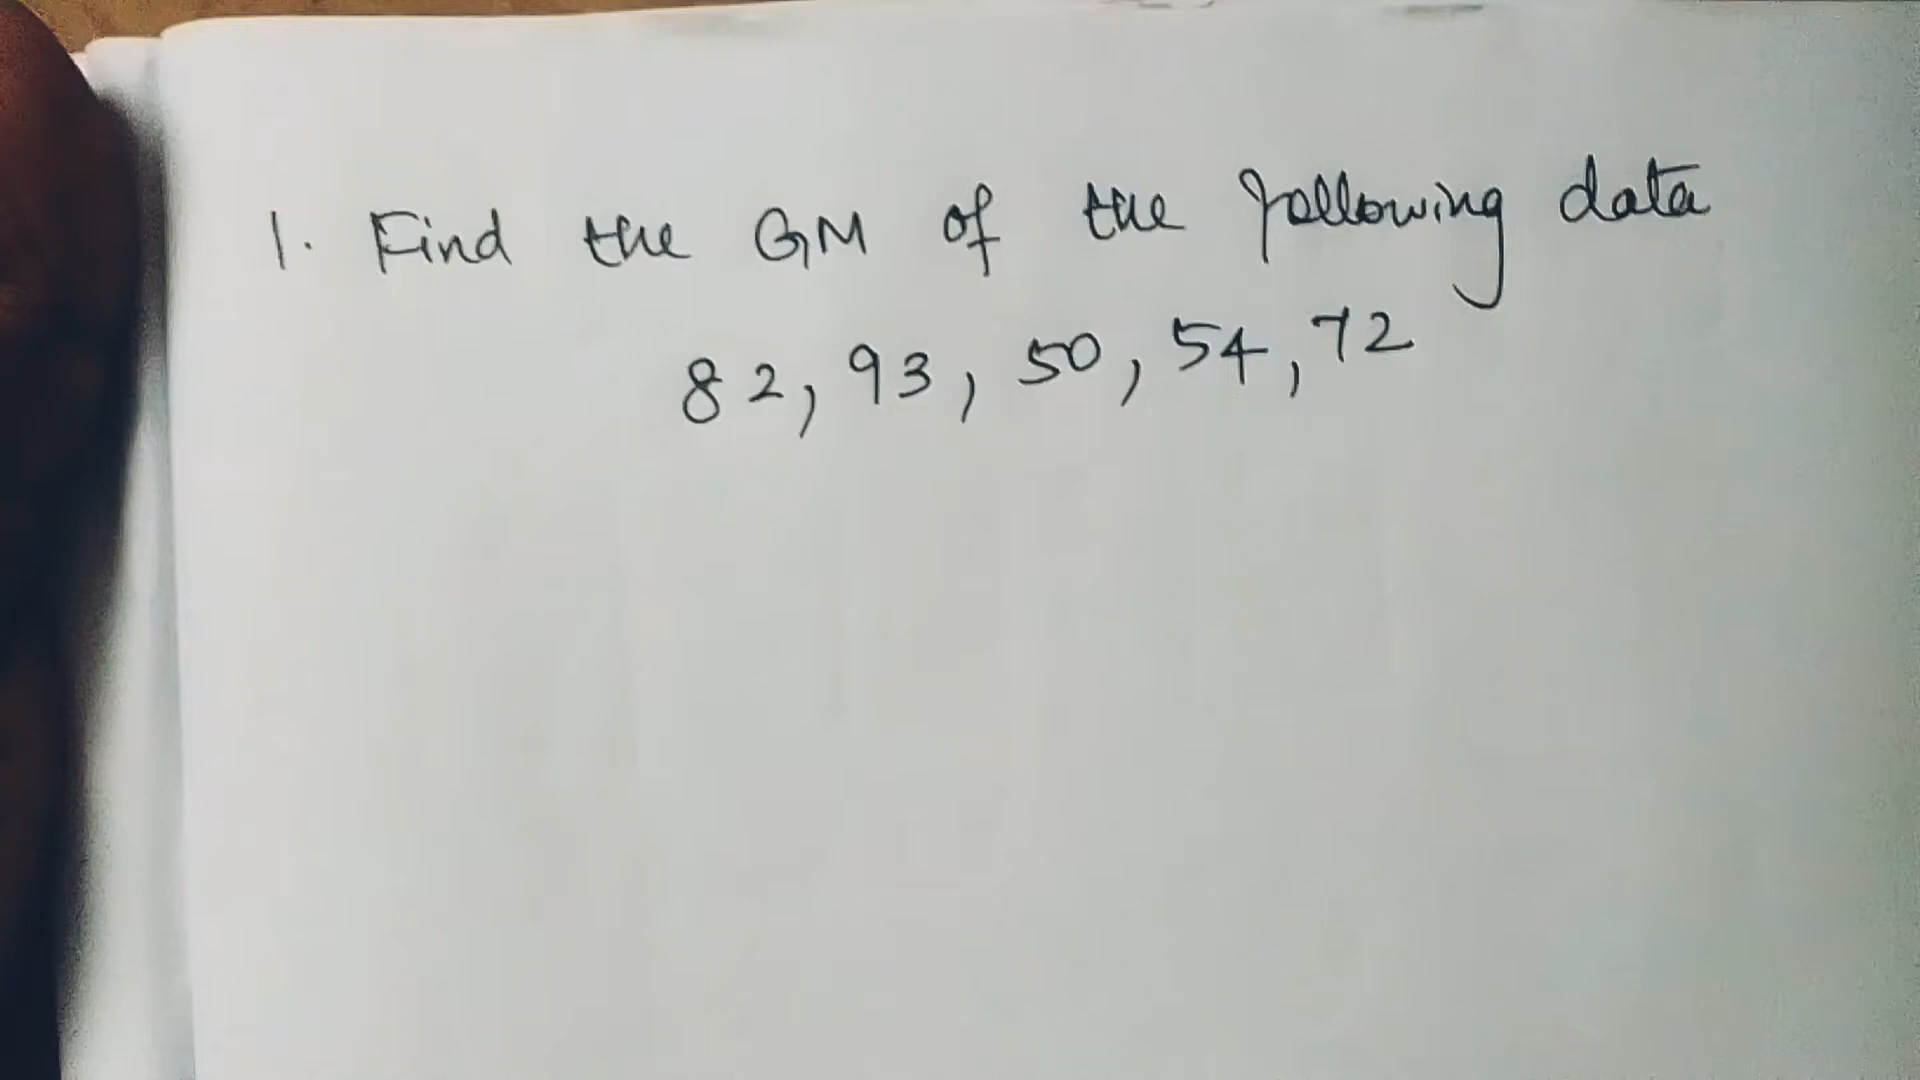 1. Find the GM of the following data
82, 93, 50, 54, 72